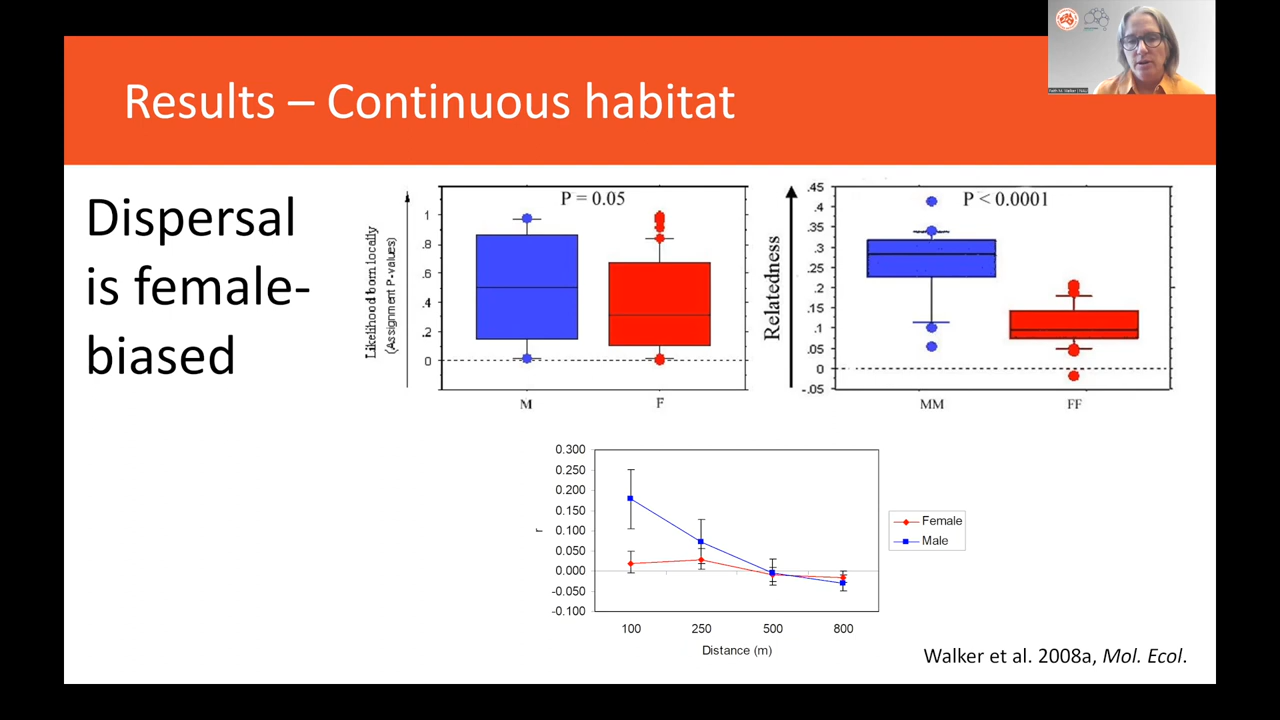 Results – Continuous habitat
Dispersal
is female-
biased
Likelihood born locally
(Assignment P-values)
P = 0.05
1
.8
.6
.4
.2
0
M
F
Relatedness
P < 0.0001
.45
.4
.35
.3
.25
.2
.15
.1
.05
0
-.05
MM
FF
r
0.300
0.250
0.200
0.150
0.100
0.050
0.000
-0.050
-0.100
100
250
500
800
Distance (m)
Female
Male
Walker et al. 2008a, Mol. Ecol.